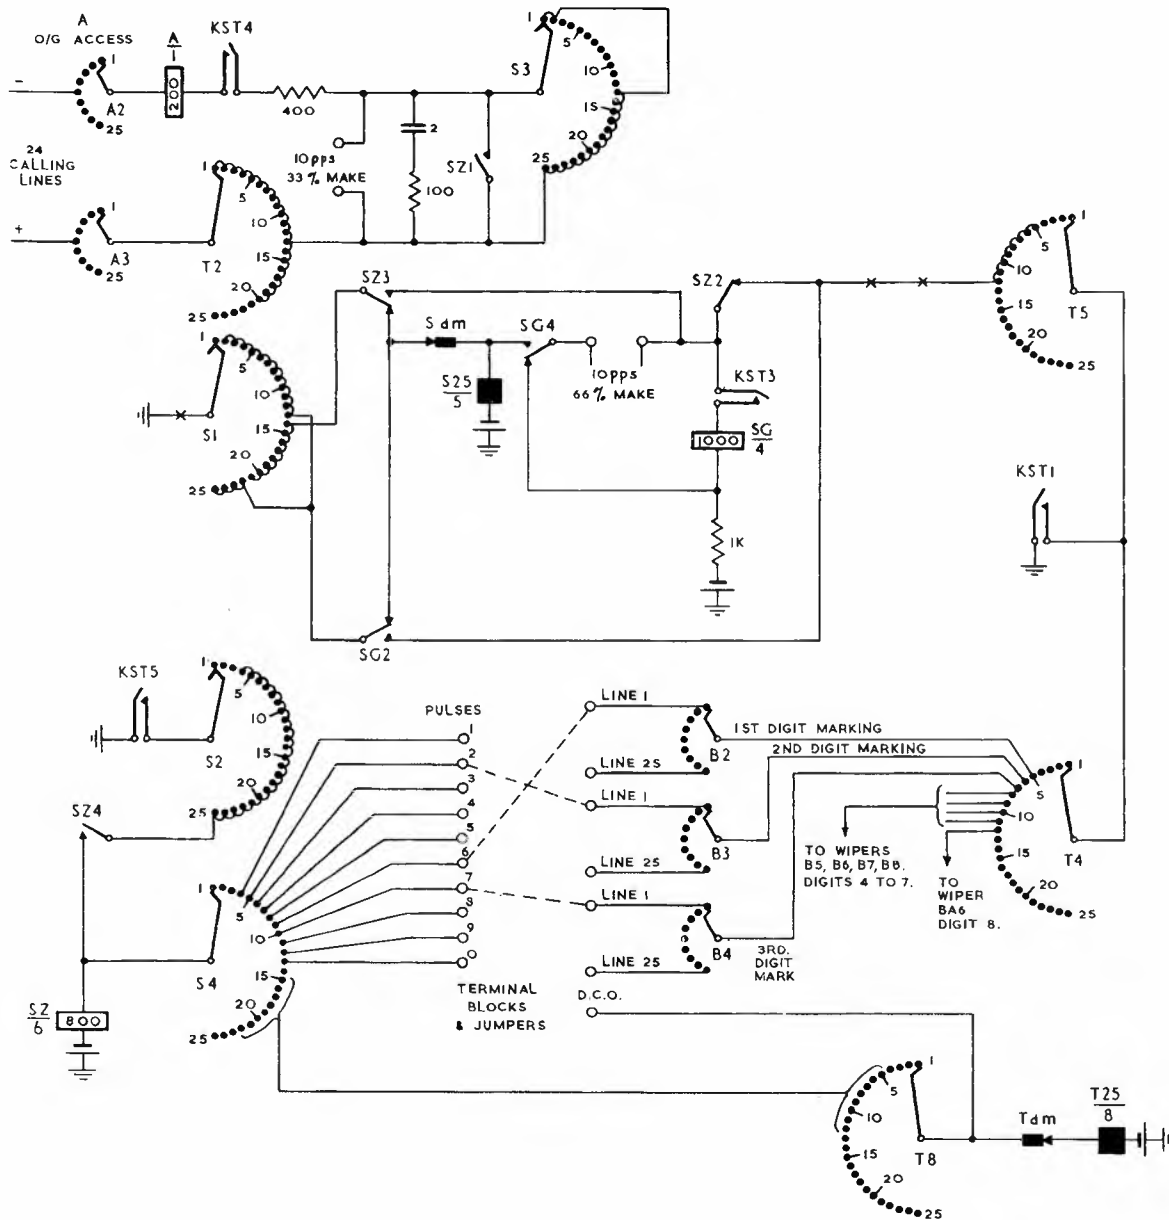 A
O/G ACCESS
1
A2
25
A
1
200
KST4
400
10pps
33% MAKE
2
100
SZ1
S3
1
5
10
15
20
25
−
24
CALLING
LINES
+
1
A3
25
T2
1
5
10
15
20
25
SZ3
S dm
S25
5
SG4
10pps
66% MAKE
SZ2
KST3
1000
SG
4
1K
T5
1
5
10
15
20
25
1
5
10
15
20
25
S1
KST1
SG2
KST5
S2
1
5
10
15
20
25
SZ4
S4
1
5
10
15
20
25
SZ
6
800
PULSES
1
2
3
4
5
6
7
8
9
0
TERMINAL
BLOCKS
& JUMPERS
LINE 1
LINE 25
B2
LINE 1
LINE 25
B3
LINE 1
LINE 25
B4
D.C.O.
1ST DIGIT MARKING
2ND DIGIT MARKING
3RD.
DIGIT
MARK
TO WIPERS
B5, B6, B7, B8.
DIGITS 4 TO 7.
TO
WIPER
BA6
DIGIT 8.
T4
1
5
10
15
20
25
T8
1
5
10
15
20
25
Tdm
T25
8